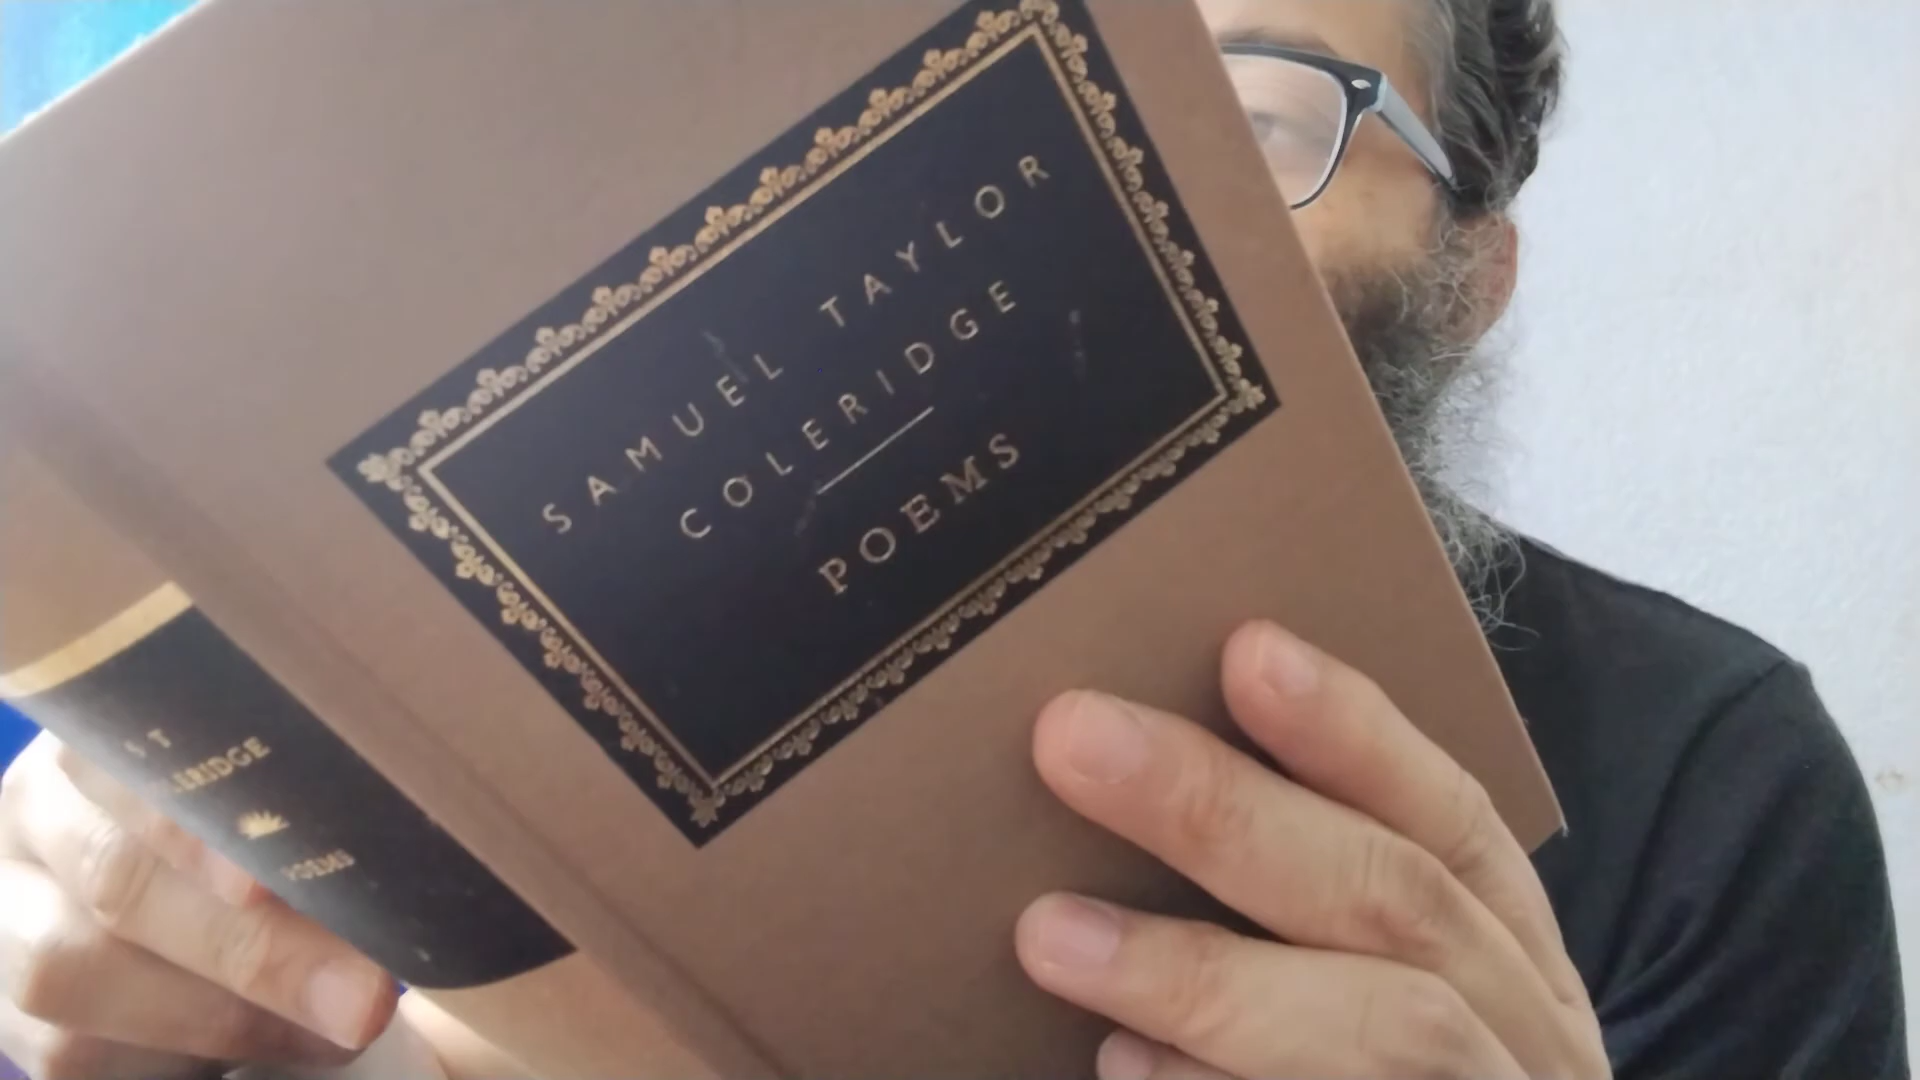 SAMUEL TAYLOR
COLERIDGE
POEMS
S T
LERIDGE
POEMS